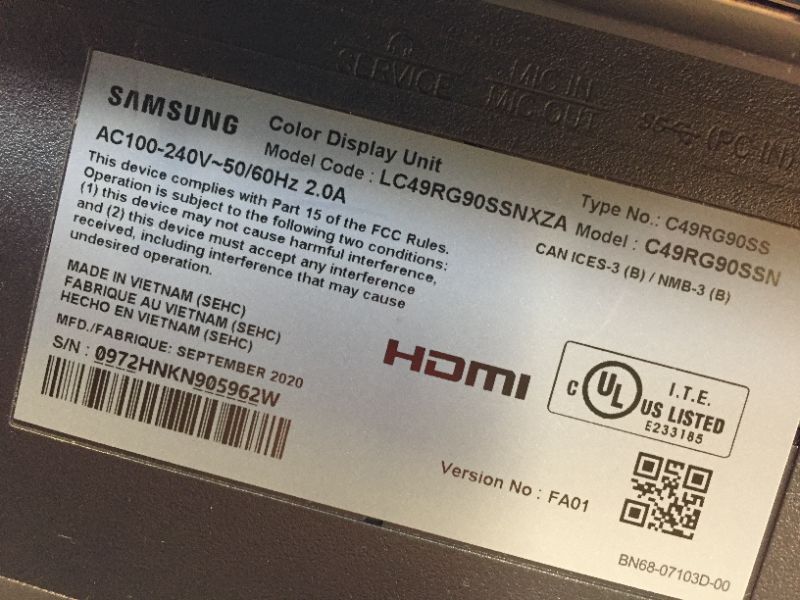 SERVICE
MIC IN
MIC OUT
(PC IN)
SAMSUNG
Color Display Unit
Type No.: C49RG90SS
Model Code : LC49RG90SSNXZA Model : C49RG90SSN
AC100-240V~50/60Hz 2.0A
CAN ICES-3 (B) / NMB-3 (B)
This device complies with Part 15 of the FCC Rules.
Operation is subject to the following two conditions:
(1) this device may not cause harmful interference,
and (2) this device must accept any interference
received, including interference that may cause
undesired operation.
MADE IN VIETNAM (SEHC)
FABRIQUE AU VIETNAM (SEHC)
HECHO EN VIETNAM (SEHC)
MFD./FABRIQUE: SEPTEMBER 2020
S/N : 0972HNKN905962W
HDMI
C UL US LISTED
I.T.E.
E233185
Version No : FA01
BN68-07103D-00